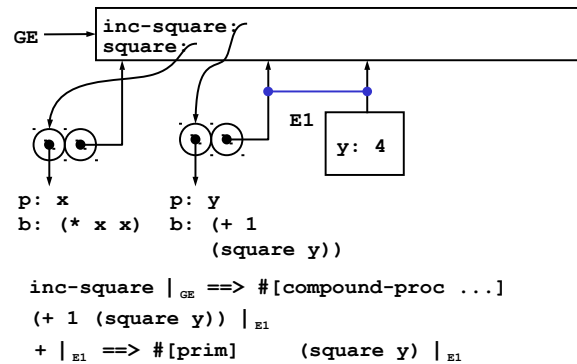 inc-square:
GE
square:
E1
y: 4
p: x
p: y
b: (* x x)
b: (+ 1
(square y))
inc-square | GE ==> #[compound-proc ...]
(+ 1 (square y)) | E1
+ | E1 ==> #[prim] (square y) | E1